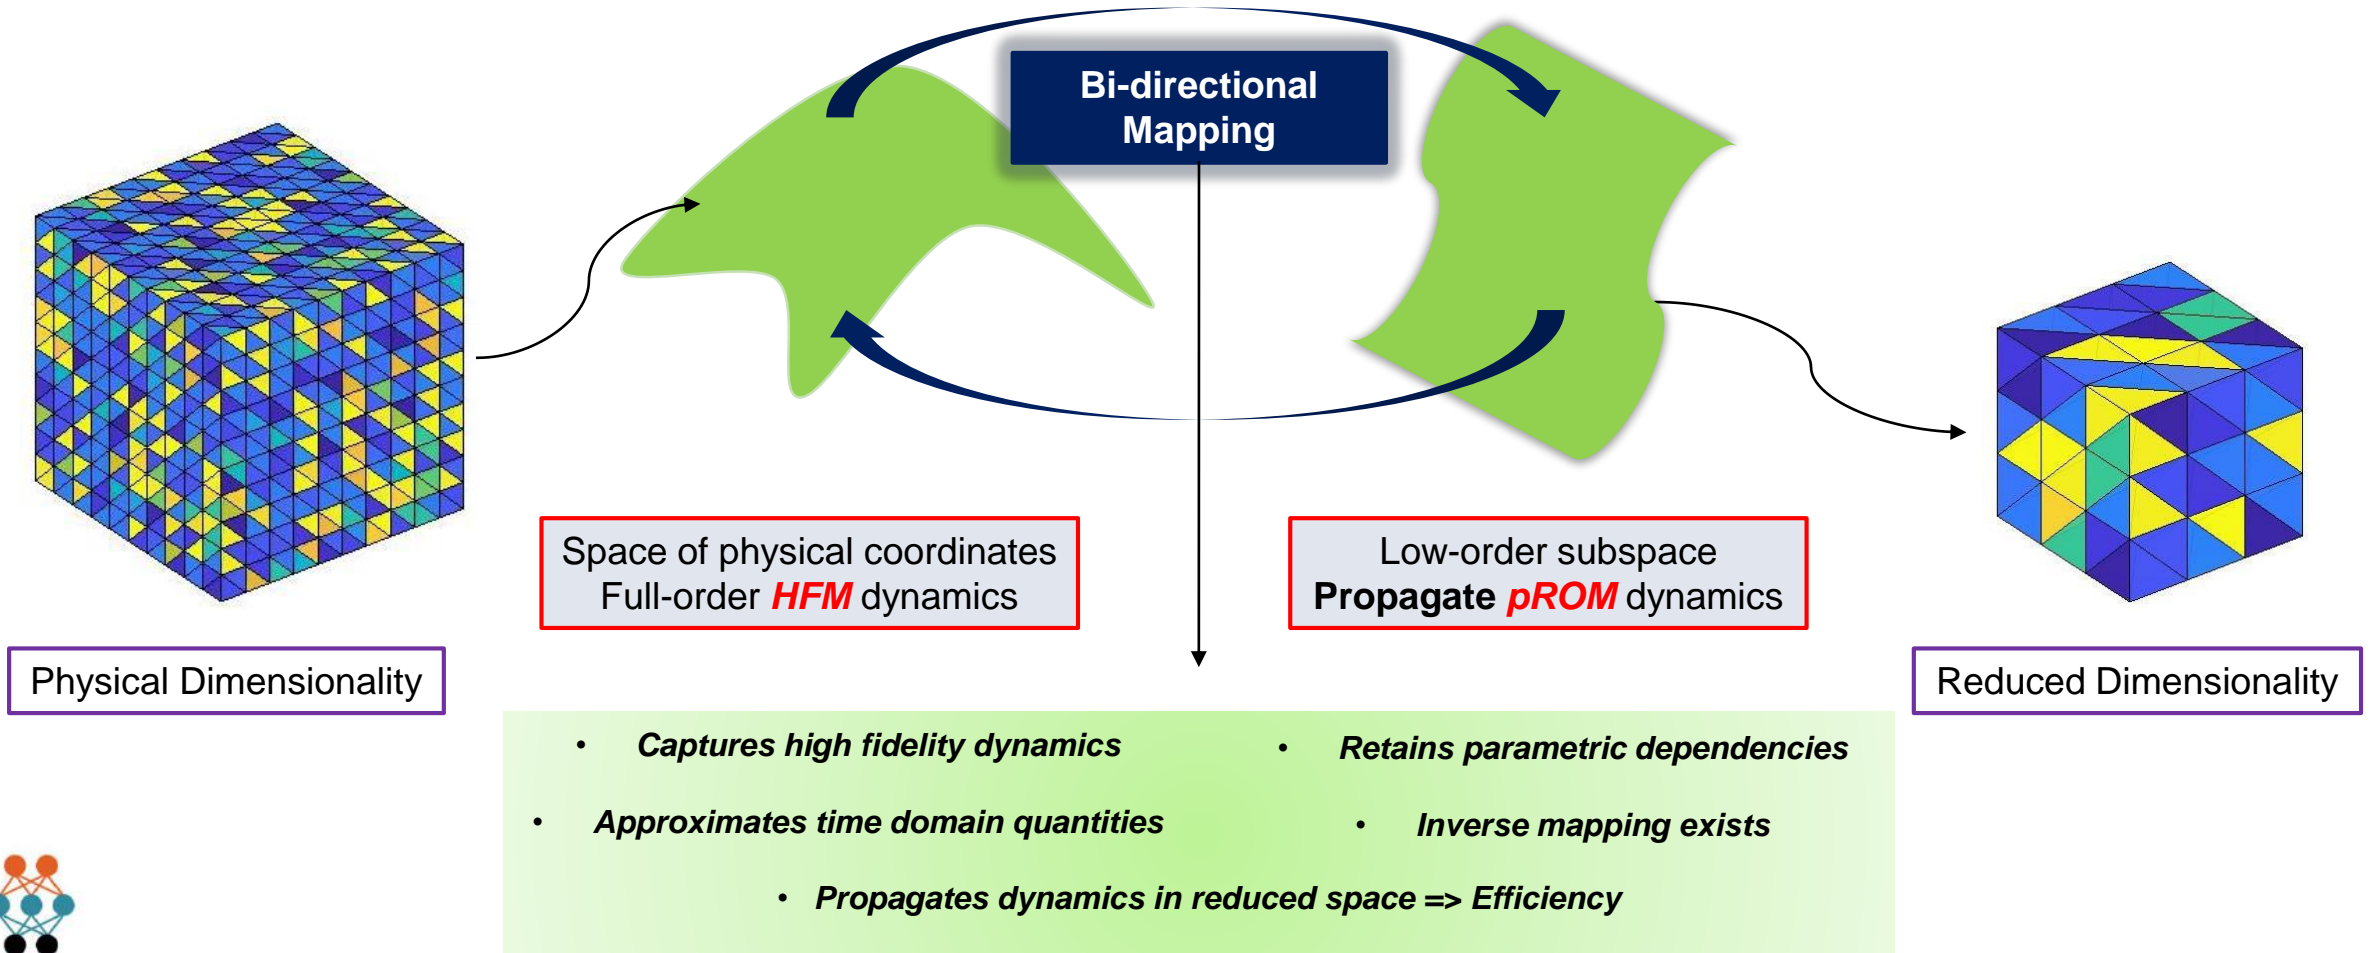 Bi-directional
Mapping
Space of physical coordinates
Full-order HFM dynamics
Low-order subspace
Propagate pROM dynamics
Physical Dimensionality
Reduced Dimensionality
• Captures high fidelity dynamics
• Retains parametric dependencies
• Approximates time domain quantities
• Inverse mapping exists
• Propagates dynamics in reduced space => Efficiency